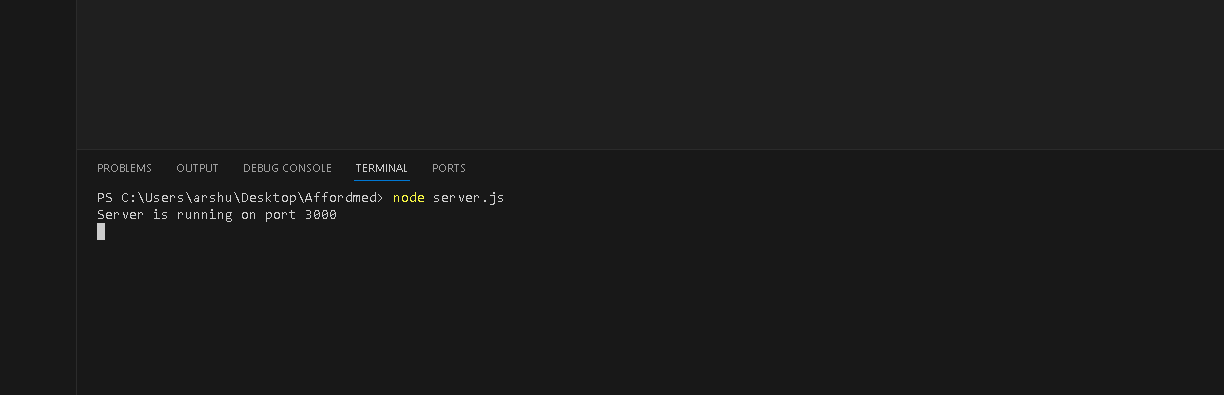 PROBLEMS OUTPUT DEBUG CONSOLE TERMINAL PORTS
PS C:\Users\arshu\Desktop\Affordmed> node server.js
Server is running on port 3000